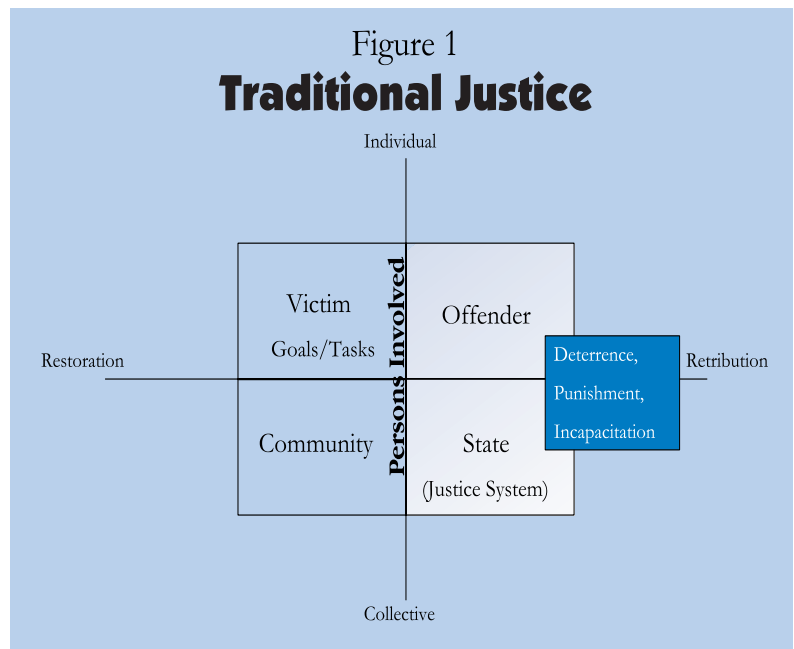 Figure 1
Traditional Justice
Individual
Persons Involved
Victim
Goals/Tasks
Offender
Restoration
Deterrence,
Punishment,
Incapacitation
Retribution
Community
State
(Justice System)
Collective